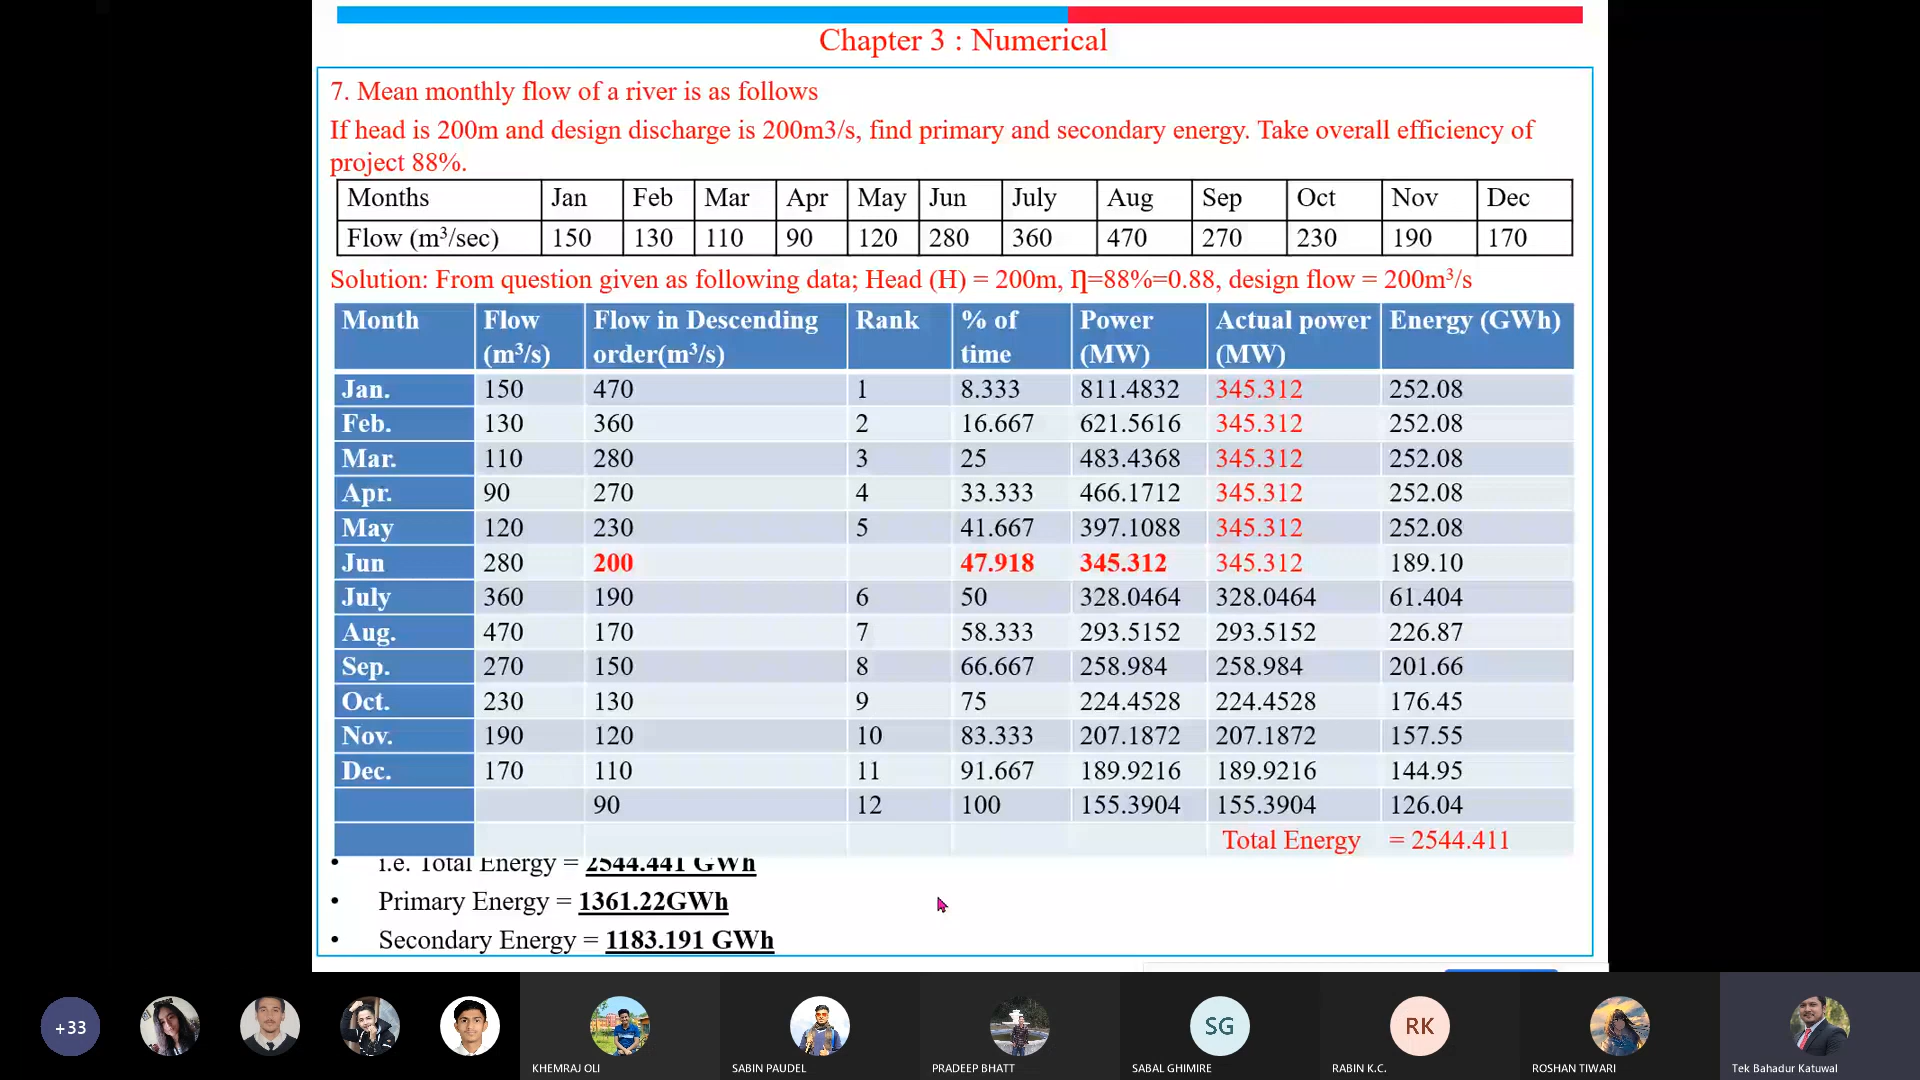 Chapter 3 : Numerical
7. Mean monthly flow of a river is as follows
If head is 200m and design discharge is 200m3/s, find primary and secondary energy. Take overall efficiency of
project 88%.
Months Jan Feb Mar Apr May Jun July Aug Sep Oct Nov Dec
Flow (m³/sec) 150 130 110 90 120 280 360 470 270 230 190 170
Solution: From question given as following data; Head (H) = 200m, Ƞ=88%=0.88, design flow = 200m³/s
Month Flow (m³/s) Flow in Descending order(m³/s) Rank % of time Power (MW) Actual power (MW) Energy (GWh)
Jan. 150 470 1 8.333 811.4832 345.312 252.08
Feb. 130 360 2 16.667 621.5616 345.312 252.08
Mar. 110 280 3 25 483.4368 345.312 252.08
Apr. 90 270 4 33.333 466.1712 345.312 252.08
May 120 230 5 41.667 397.1088 345.312 252.08
Jun 280 200 47.918 345.312 345.312 189.10
July 360 190 6 50 328.0464 328.0464 61.404
Aug. 470 170 7 58.333 293.5152 293.5152 226.87
Sep. 270 150 8 66.667 258.984 258.984 201.66
Oct. 230 130 9 75 224.4528 224.4528 176.45
Nov. 190 120 10 83.333 207.1872 207.1872 157.55
Dec. 170 110 11 91.667 189.9216 189.9216 144.95
90 12 100 155.3904 155.3904 126.04
Total Energy = 2544.411
• i.e. Total Energy = 2544.441 GWh
• Primary Energy = 1361.22GWh
• Secondary Energy = 1183.191 GWh
+33
SG
RK
KHEMRAJ OLI
SABIN PAUDEL
PRADEEP BHATT
SABAL GHIMIRE
RABIN K.C.
ROSHAN TIWARI
Tek Bahadur Katuwal